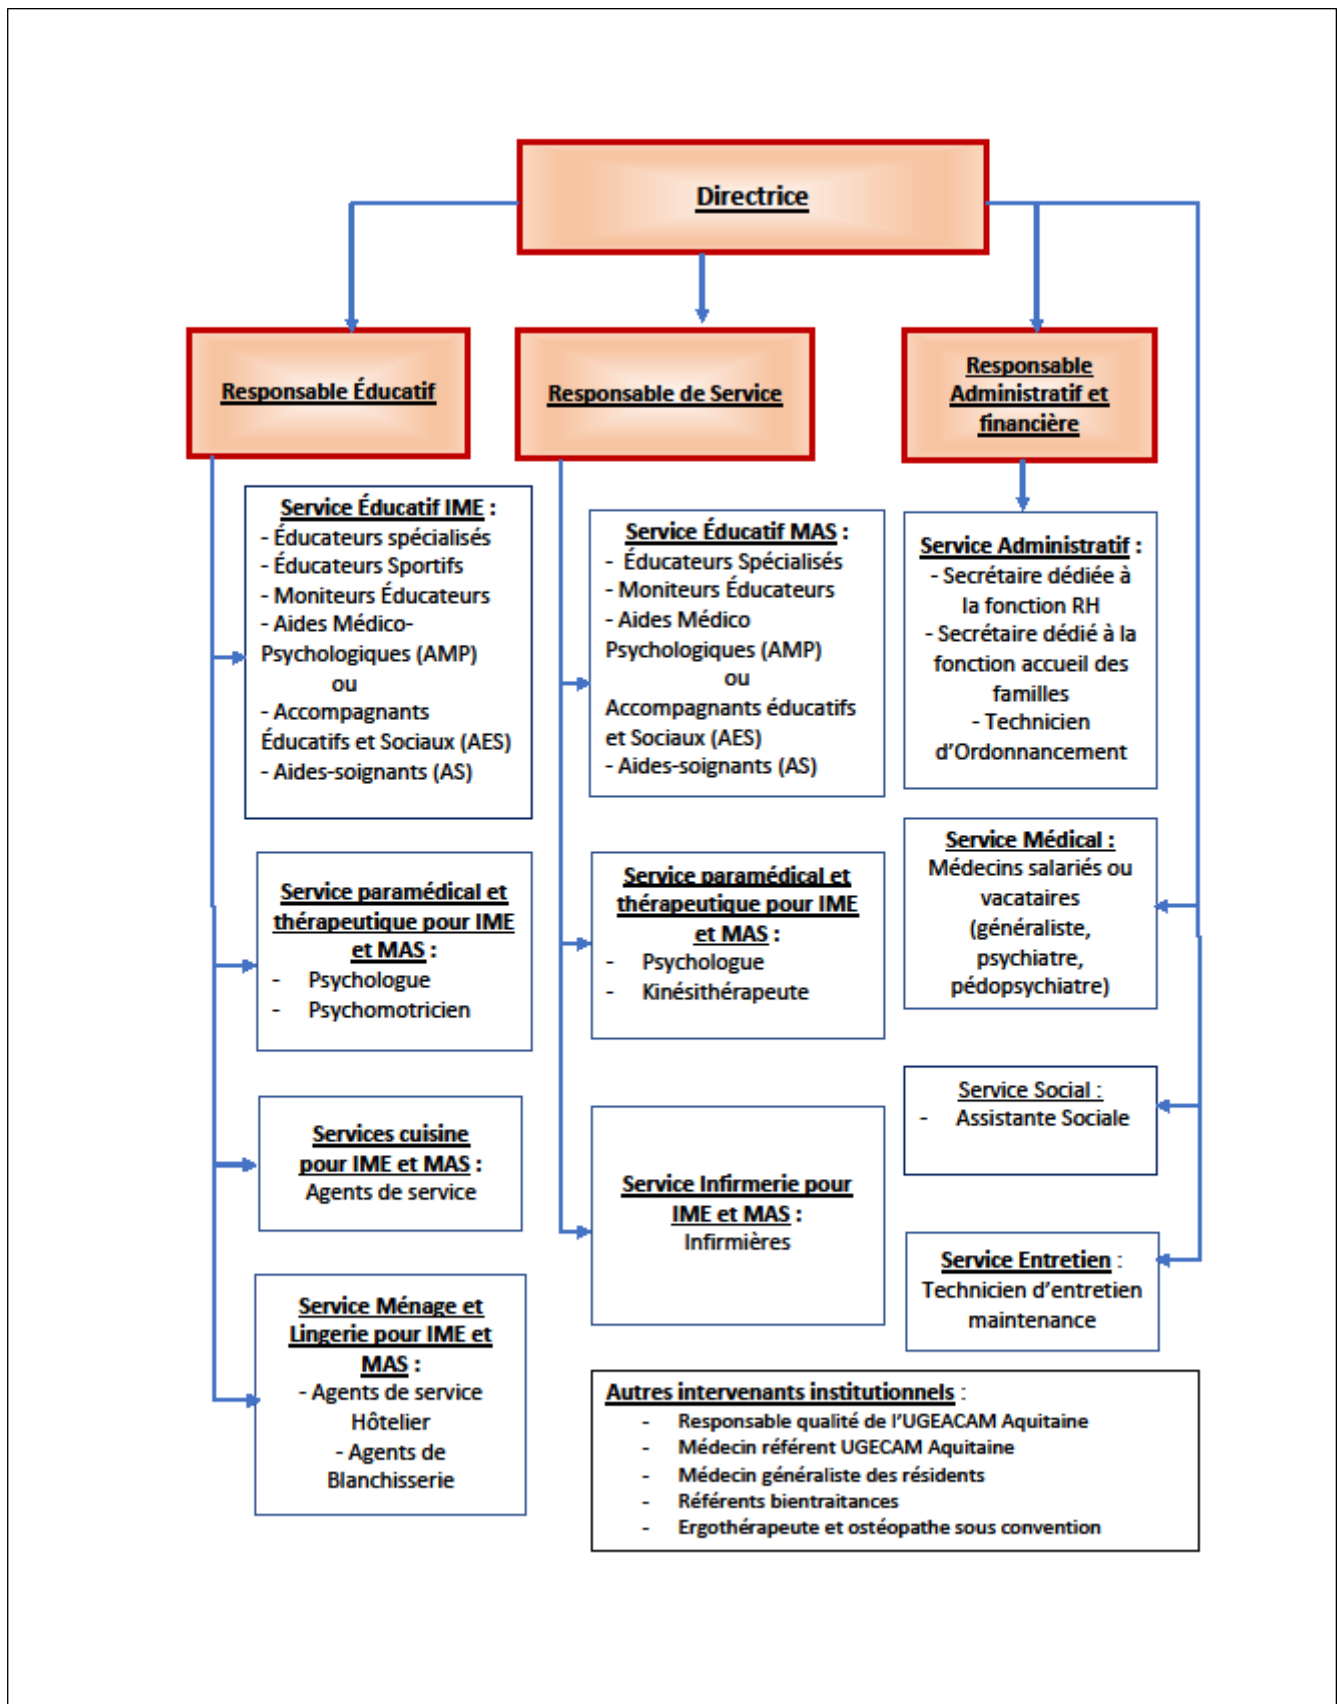 Directrice
Responsable Éducatif
Responsable de Service
Responsable
Administratif et
financière
Service Éducatif IME :
- Éducateurs spécialisés
- Éducateurs Sportifs
- Moniteurs Éducateurs
- Aides Médico-
Psychologiques (AMP)
ou
- Accompagnants
Éducatifs et Sociaux (AES)
- Aides-soignants (AS)
Service paramédical et
thérapeutique pour IME
et MAS :
- Psychologue
- Psychomotricien
Services cuisine
pour IME et MAS :
Agents de service
Service Ménage et
Lingerie pour IME et
MAS :
- Agents de service
Hôtelier
- Agents de
Blanchisserie
Service Éducatif MAS :
- Éducateurs Spécialisés
- Moniteurs Éducateurs
- Aides Médico
Psychologiques (AMP)
ou
Accompagnants éducatifs
et Sociaux (AES)
- Aides-soignants (AS)
Service paramédical et
thérapeutique pour IME
et MAS :
- Psychologue
- Kinésithérapeute
Service Infirmerie pour
IME et MAS :
Infirmières
Service Administratif :
- Secrétaire dédiée à
la fonction RH
- Secrétaire dédié à la
fonction accueil des
familles
- Technicien
d'Ordonnancement
Service Médical :
Médecins salariés ou
vacataires
(généraliste,
psychiatre,
pédopsychiatre)
Service Social :
- Assistante Sociale
Service Entretien :
Technicien d'entretien
maintenance
Autres intervenants institutionnels :
- Responsable qualité de l'UGEACAM Aquitaine
- Médecin référent UGECAM Aquitaine
- Médecin généraliste des résidents
- Référents bientraitances
- Ergothérapeute et ostéopathe sous convention